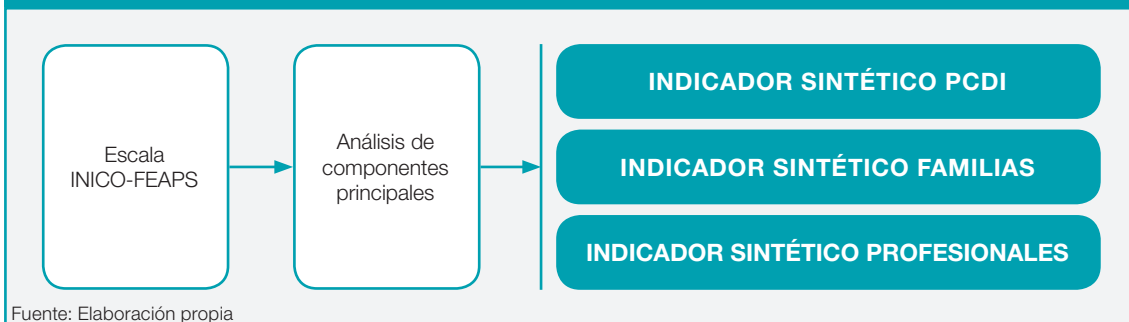 Escala
INICO-FEAPS
Análisis de
componentes
principales
INDICADOR SINTÉTICO PCDI
INDICADOR SINTÉTICO FAMILIAS
INDICADOR SINTÉTICO PROFESIONALES
Fuente: Elaboración propia